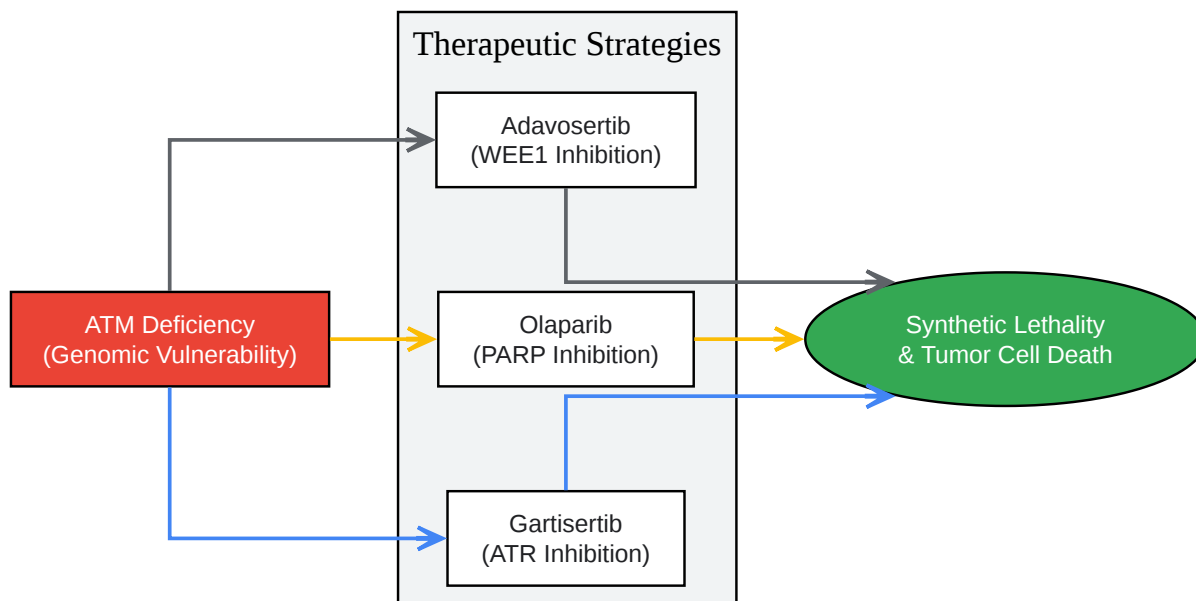 Therapeutic Strategies
Adavosertib
(WEE1 Inhibition)
ATM Deficiency
(Genomic Vulnerability)
Olaparib
(PARP Inhibition)
Synthetic Lethality
& Tumor Cell Death
Gartisertib
(ATR Inhibition)